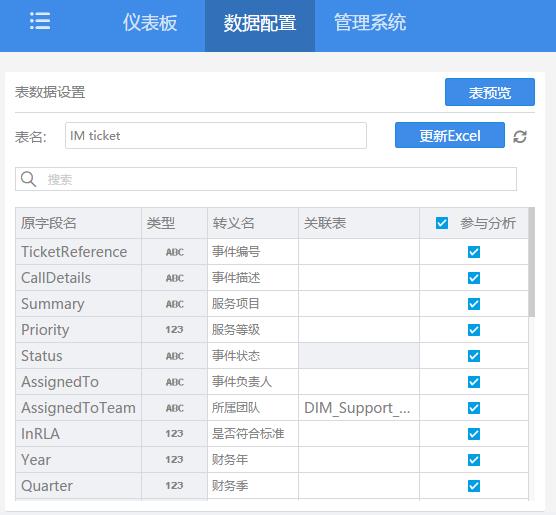 仪表板 数据配置 管理系统
表数据设置 表预览
表名: IM ticket 更新Excel
搜索
原字段名 类型 转义名 关联表 参与分析
TicketReference ABC 事件编号
CallDetails ABC 事件描述
Summary ABC 服务项目
Priority 123 服务等级
Status ABC 事件状态
AssignedTo ABC 事件负责人
AssignedToTeam ABC 所属团队 DIM_Support_...
InRLA 123 是否符合标准
Year 123 财务年
Quarter 123 财务季